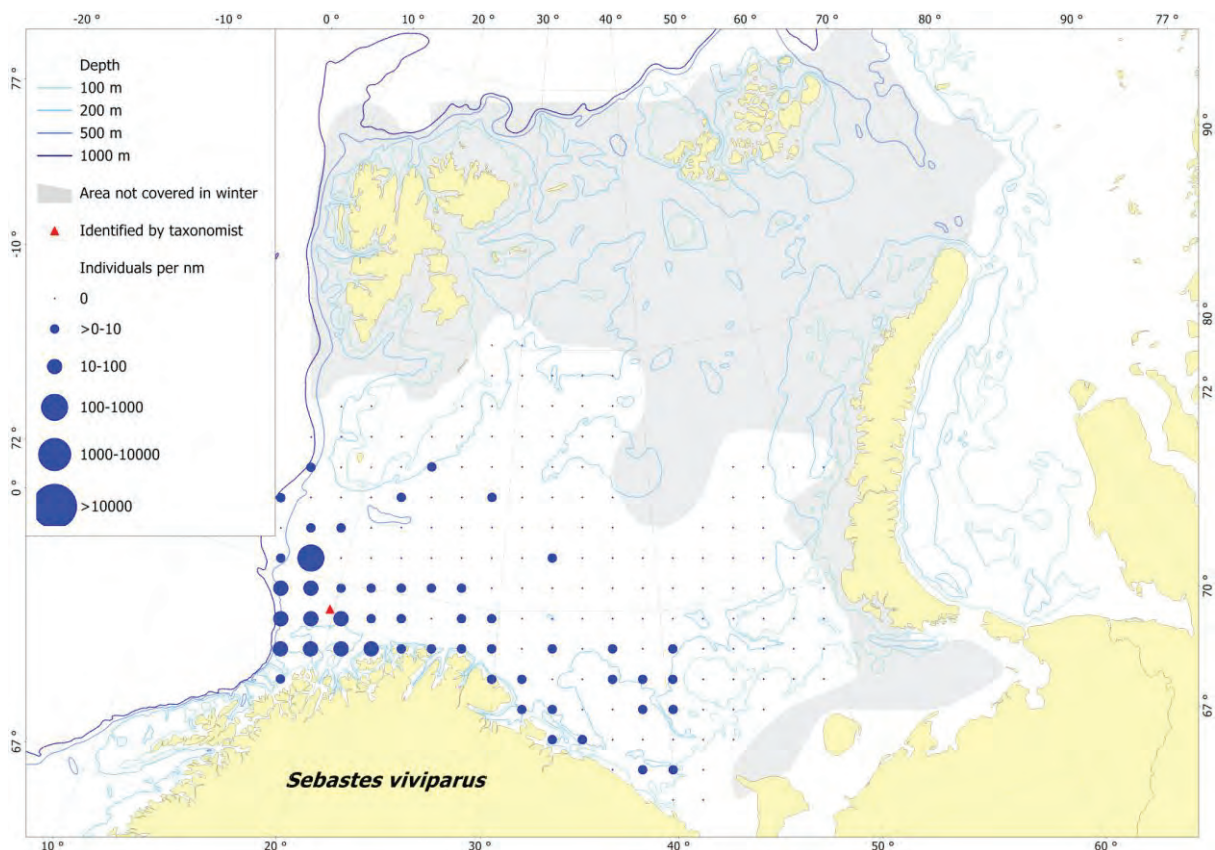 -20 ° -10 ° 0 ° 10 ° 20 ° 30 ° 40 ° 50 ° 60 ° 70 ° 80 ° 90 ° 77 °
Depth
100 m
200 m
500 m
1000 m
Area not covered in winter
Identified by taxonomist
Individuals per nm
0
>0-10
10-100
100-1000
1000-10000
>10000
77 °
-10 °
72 °
0 °
67 °
90 °
80 °
72 °
70 °
67 °
Sebastes viviparus
10 ° 20 ° 30 ° 40 ° 50 ° 60 °